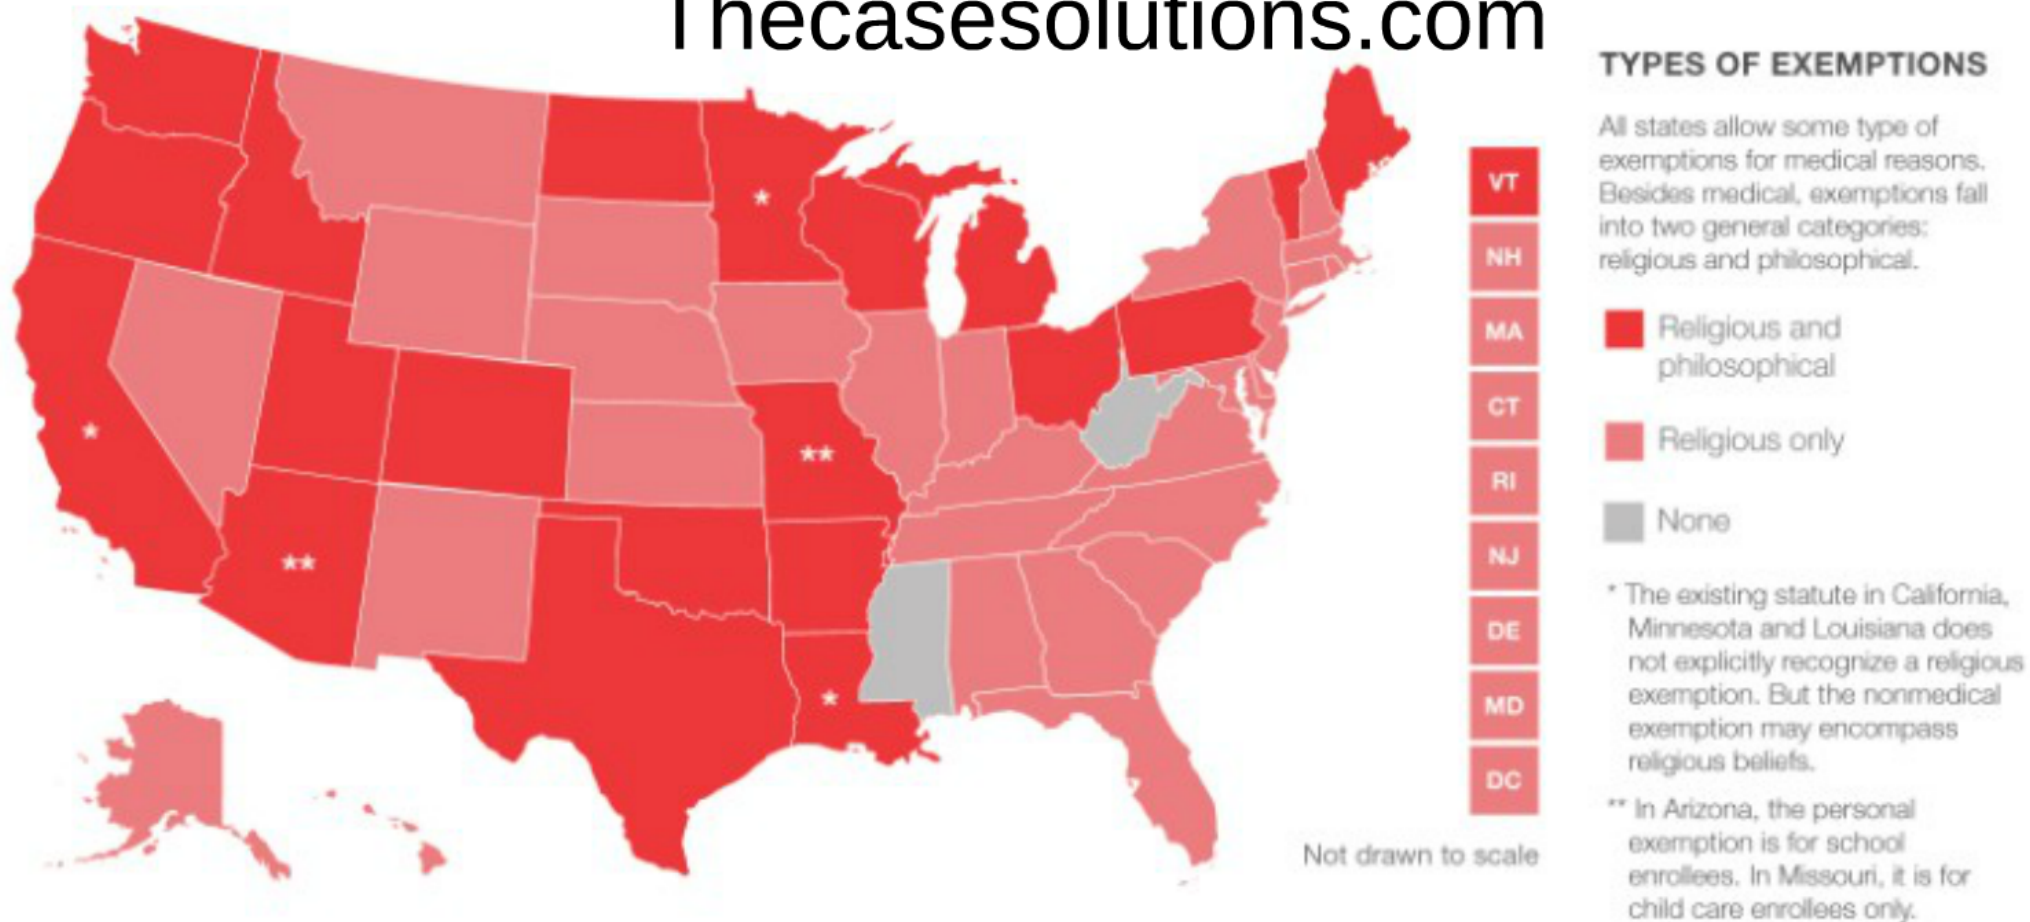 Thecasesolutions.com
TYPES OF EXEMPTIONS
All states allow some type of
exemptions for medical reasons.
Besides medical, exemptions fall
into two general categories:
religious and philosophical.
Religious and
philosophical
Religious only
None
* The existing statute in California,
Minnesota and Louisiana does
not explicitly recognize a religious
exemption. But the nonmedical
exemption may encompass
religious beliefs.
** In Arizona, the personal
exemption is for school
enrollees. In Missouri, it is for
child care enrollees only.
VT
NH
MA
CT
RI
NJ
DE
MD
DC
Not drawn to scale
*
*
**
**
*